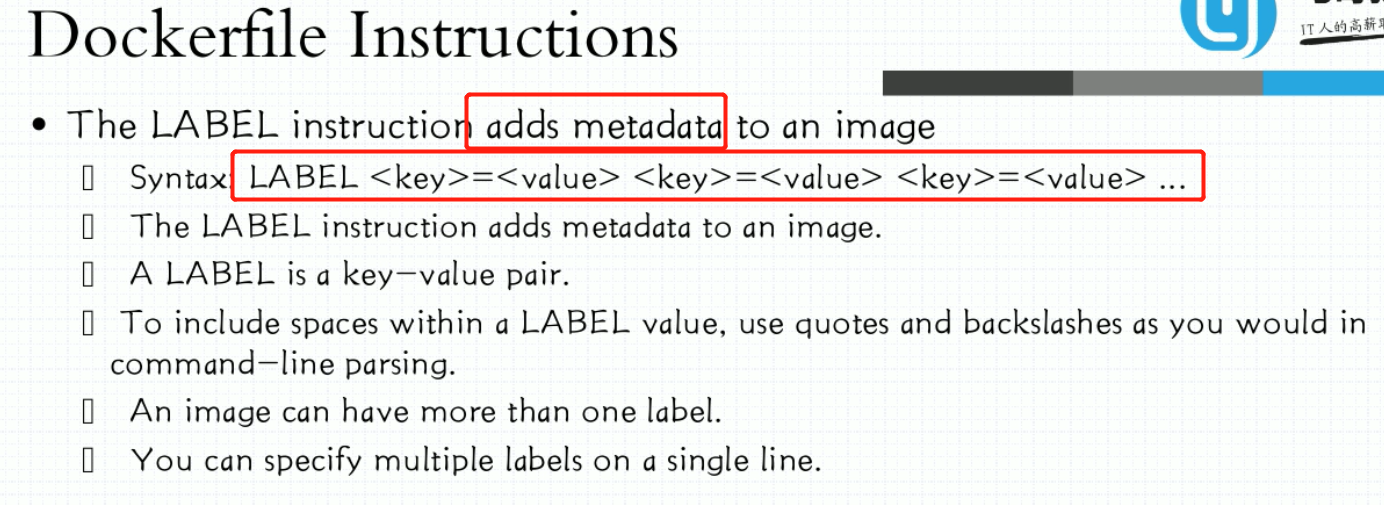 Dockerfile Instructions
IT人的高薪
• The LABEL instruction adds metadata to an image
Syntax: LABEL <key>=<value> <key>=<value> <key>=<value> ...
The LABEL instruction adds metadata to an image.
A LABEL is a key-value pair.
To include spaces within a LABEL value, use quotes and backslashes as you would in
command-line parsing.
An image can have more than one label.
You can specify multiple labels on a single line.